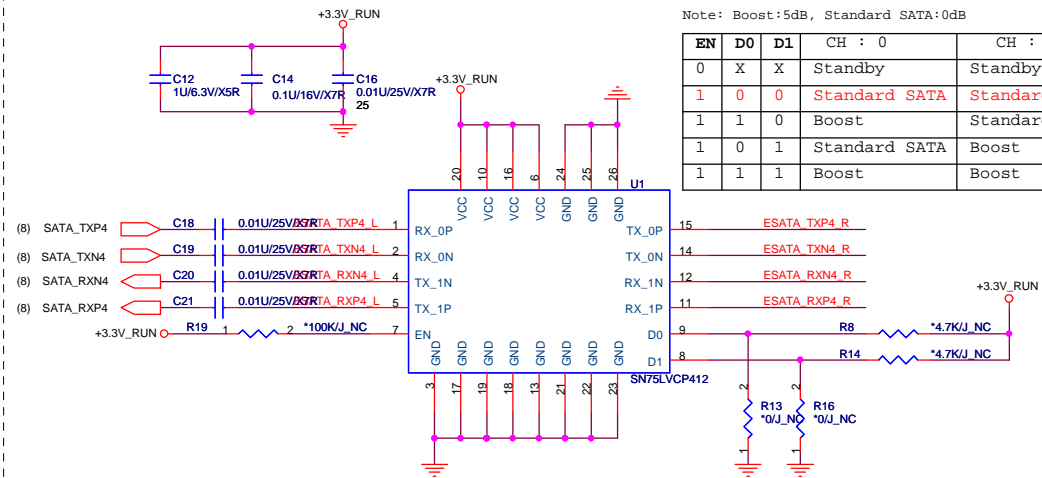 Note: Boost:5dB, Standard SATA:0dB
EN D0 D1 CH : 0 CH :
0 X X Standby Standby
1 0 0 Standard SATA Standar
1 1 0 Boost Standar
1 0 1 Standard SATA Boost
1 1 1 Boost Boost
+3.3V_RUN
C12
1U/6.3V/X5R
C14
0.1U/16V/X7R
C16
0.01U/25V/X7R
25
+3.3V_RUN
20 10 16 6 24 25 26
VCC VCC VCC VCC GND GND GND
U1
(8) SATA_TXP4 C18 0.01U/25V/X7R ESATA_TXP4_L 1 RX_0P TX_0P 15 ESATA_TXP4_R
(8) SATA_TXN4 C19 0.01U/25V/X7R ESATA_TXN4_L 2 RX_0N TX_0N 14 ESATA_TXN4_R
(8) SATA_RXN4 C20 0.01U/25V/X7R ESATA_RXN4_L 4 TX_1N RX_1N 12 ESATA_RXN4_R
(8) SATA_RXP4 C21 0.01U/25V/X7R ESATA_RXP4_L 5 TX_1P RX_1P 11 ESATA_RXP4_R
+3.3V_RUN
+3.3V_RUN R19 1 2 *100K/J_NC 7 EN D0 9 R8 *4.7K/J_NC
D1 8 R14 *4.7K/J_NC
GND GND GND GND GND GND GND GND
SN75LVCP412
3 17 19 18 13 21 22 23
2 R13 *0/J_NC 1
2 R16 *0/J_NC 1